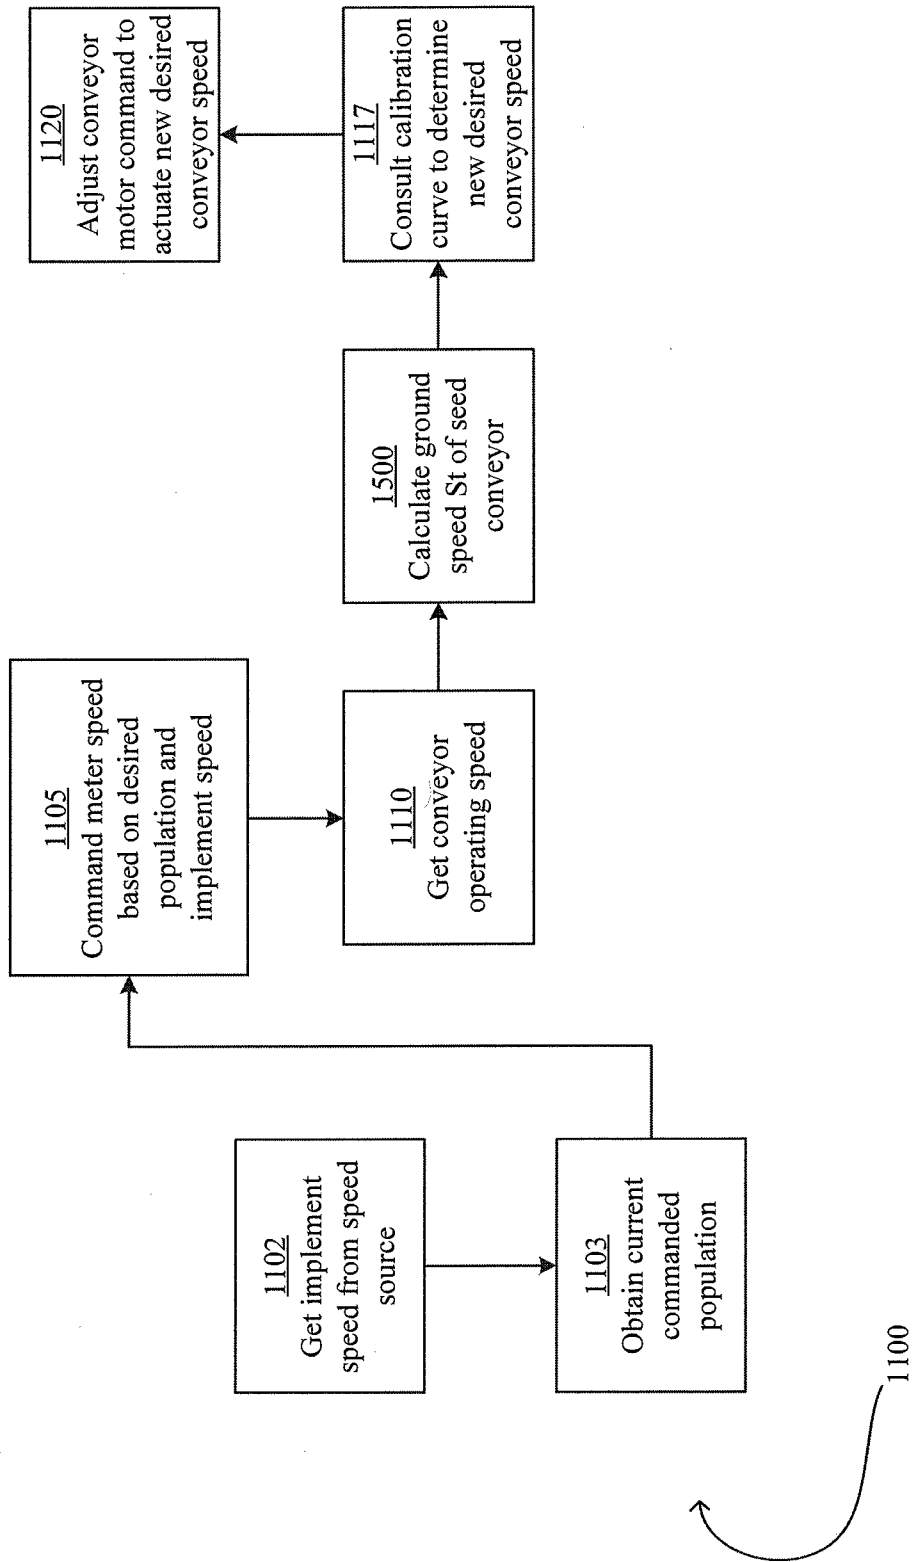 1102
Get implement
speed from speed
source
1103
Obtain current
commanded
population
1105
Command meter speed
based on desired
population and
implement speed
1110
Get conveyor
operating speed
1500
Calculate ground
speed St of seed
conveyor
1117
Consult calibration
curve to determine
new desired
conveyor speed
1120
Adjust conveyor
motor command to
actuate new desired
conveyor speed
1100